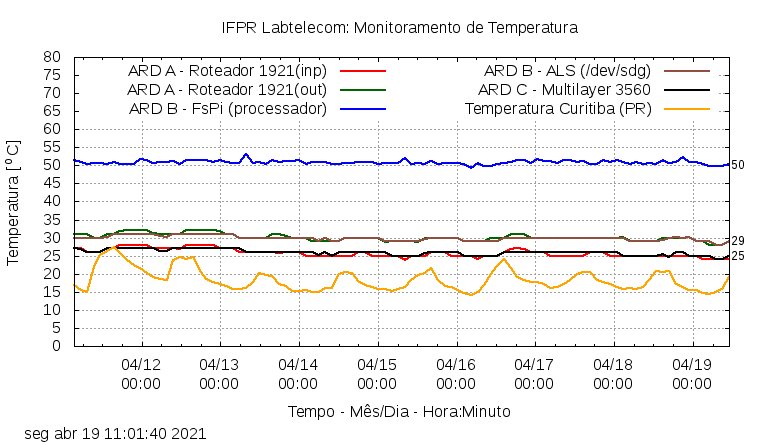 IFPR Labtelecom: Monitoramento de Temperatura
ARD A - Roteador 1921(inp)
ARD A - Roteador 1921(out)
ARD B - FsPi (processador)
ARD B - ALS (/dev/sdg)
ARD C - Multilayer 3560
Temperatura Curitiba (PR)
Temperatura [ºC]
80
75
70
65
60
55
50
45
40
35
30
25
20
15
10
5
0
50
29
25
04/12 04/13 04/14 04/15 04/16 04/17 04/18 04/19
00:00 00:00 00:00 00:00 00:00 00:00 00:00 00:00
Tempo - Mês/Dia - Hora:Minuto
seg abr 19 11:01:40 2021